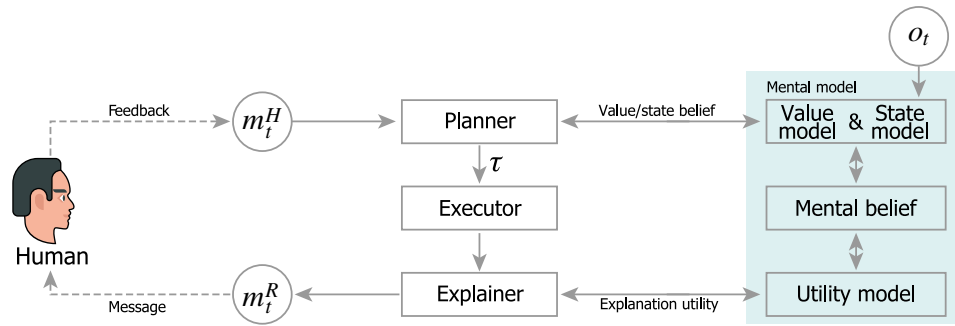 o_t
Mental model
Feedback
m_t^H
Planner
Value/state belief
Value model & State model
τ
Executor
Mental belief
Human
Message
m_t^R
Explainer
Explanation utility
Utility model